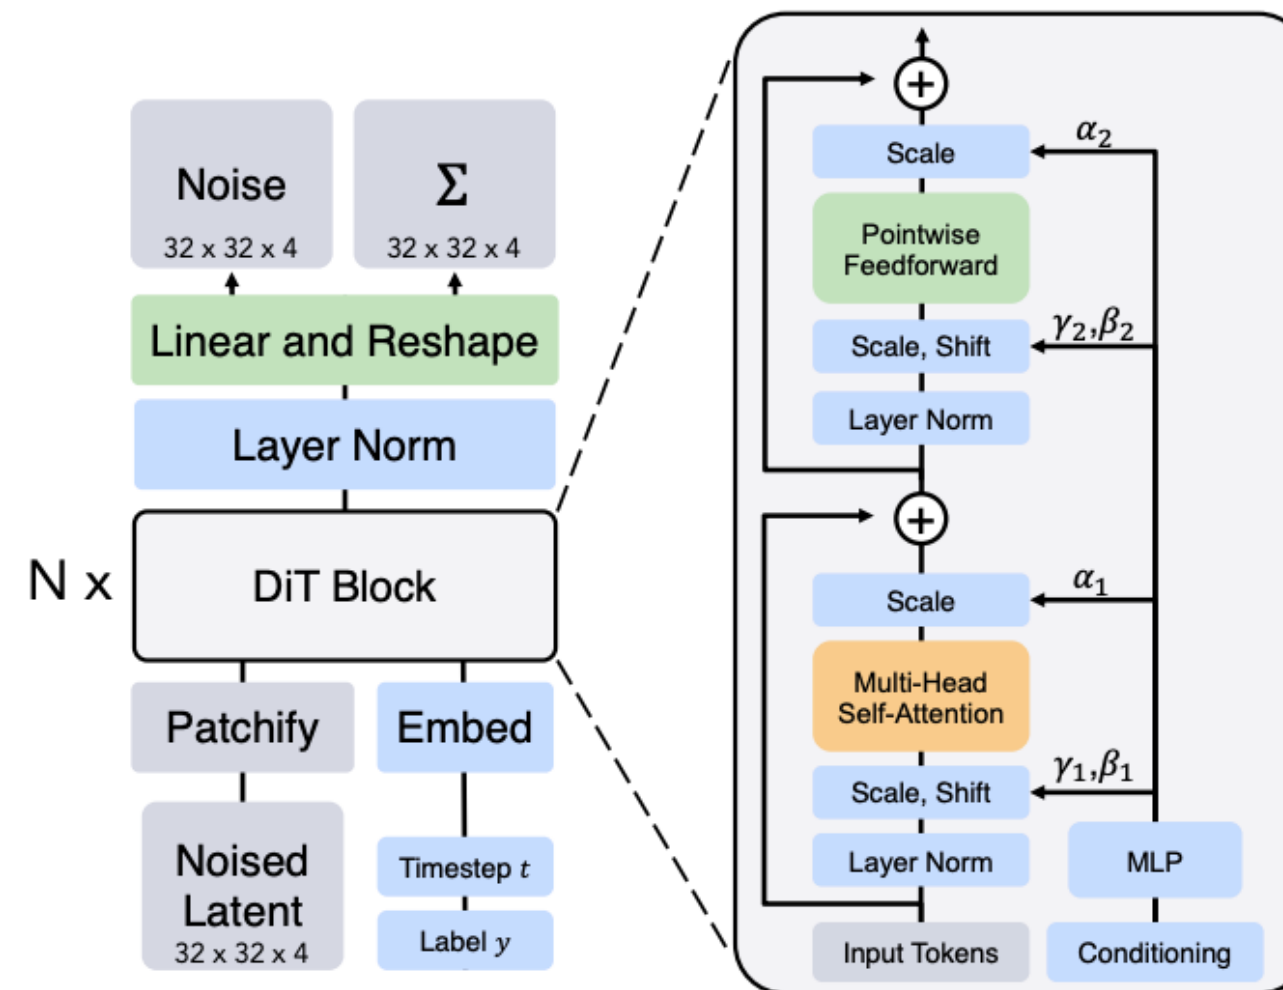 Noise
32 x 32 x 4
Σ
32 x 32 x 4
Linear and Reshape
Layer Norm
N x
DiT Block
Patchify
Embed
Noised
Latent
32 x 32 x 4
Timestep t
Label y
+
Scale
α₂
Pointwise
Feedforward
Scale, Shift
γ₂,β₂
Layer Norm
+
Scale
α₁
Multi-Head
Self-Attention
Scale, Shift
γ₁,β₁
Layer Norm
MLP
Input Tokens
Conditioning